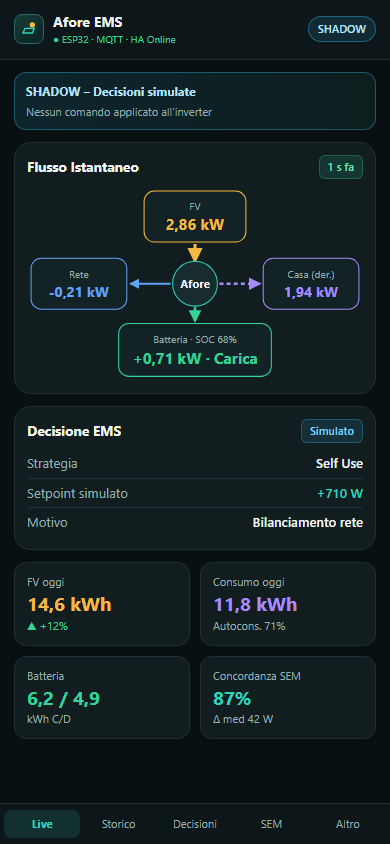 Afore EMS
● ESP32 · MQTT · HA Online
SHADOW
SHADOW – Decisioni simulate
Nessun comando applicato all'inverter
Flusso Istantaneo
1 s fa
FV
2,86 kW
Rete
-0,21 kW
Afore
Casa (der.)
1,94 kW
Batteria · SOC 68%
+0,71 kW · Carica
Decisione EMS
Simulato
Strategia
Self Use
Setpoint simulato
+710 W
Motivo
Bilanciamento rete
FV oggi
14,6 kWh
▲ +12%
Consumo oggi
11,8 kWh
Autocons. 71%
Batteria
6,2 / 4,9
kWh C/D
Concordanza SEM
87%
Δ med 42 W
Live
Storico
Decisioni
SEM
Altro